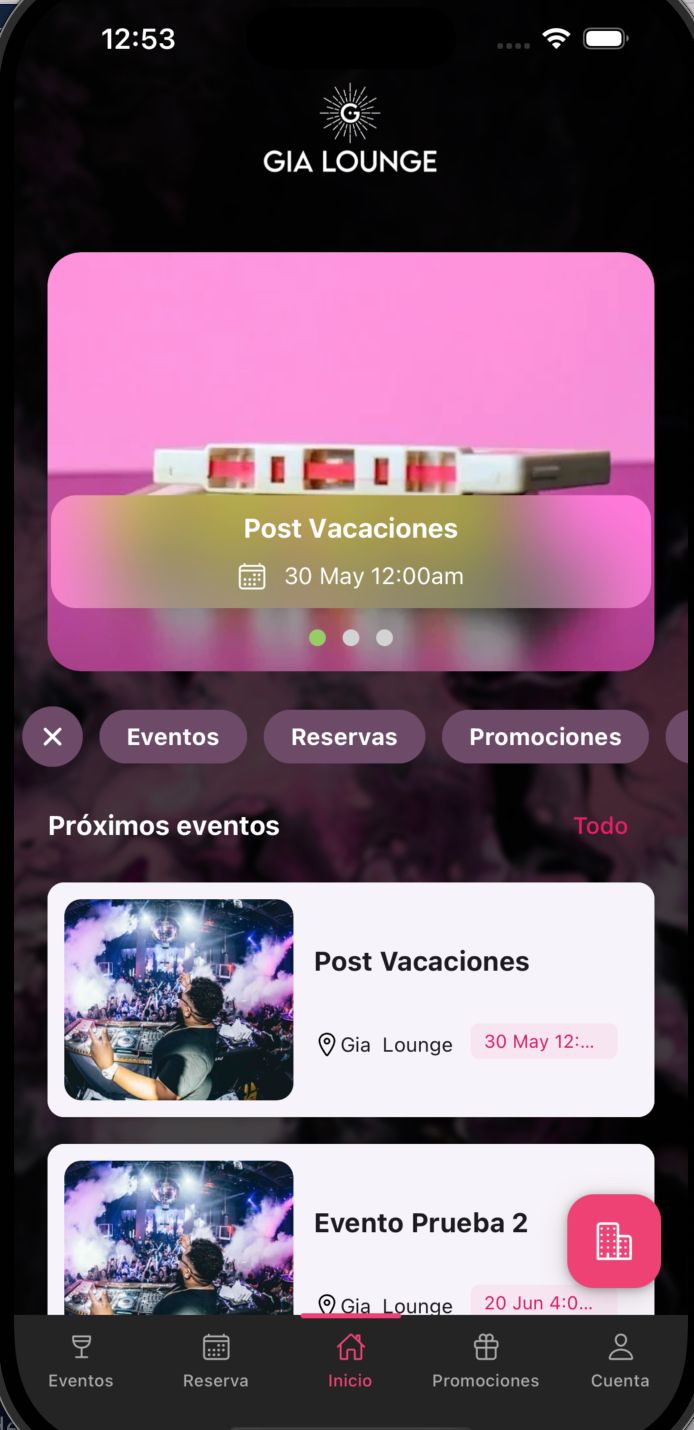 12:53
G
GIA LOUNGE
Post Vacaciones
30 May 12:00am
Eventos
Reservas
Promociones
Próximos eventos
Todo
Post Vacaciones
Gia Lounge
30 May 12:...
Evento Prueba 2
Gia Lounge
20 Jun 4:0...
Eventos
Reserva
Inicio
Promociones
Cuenta